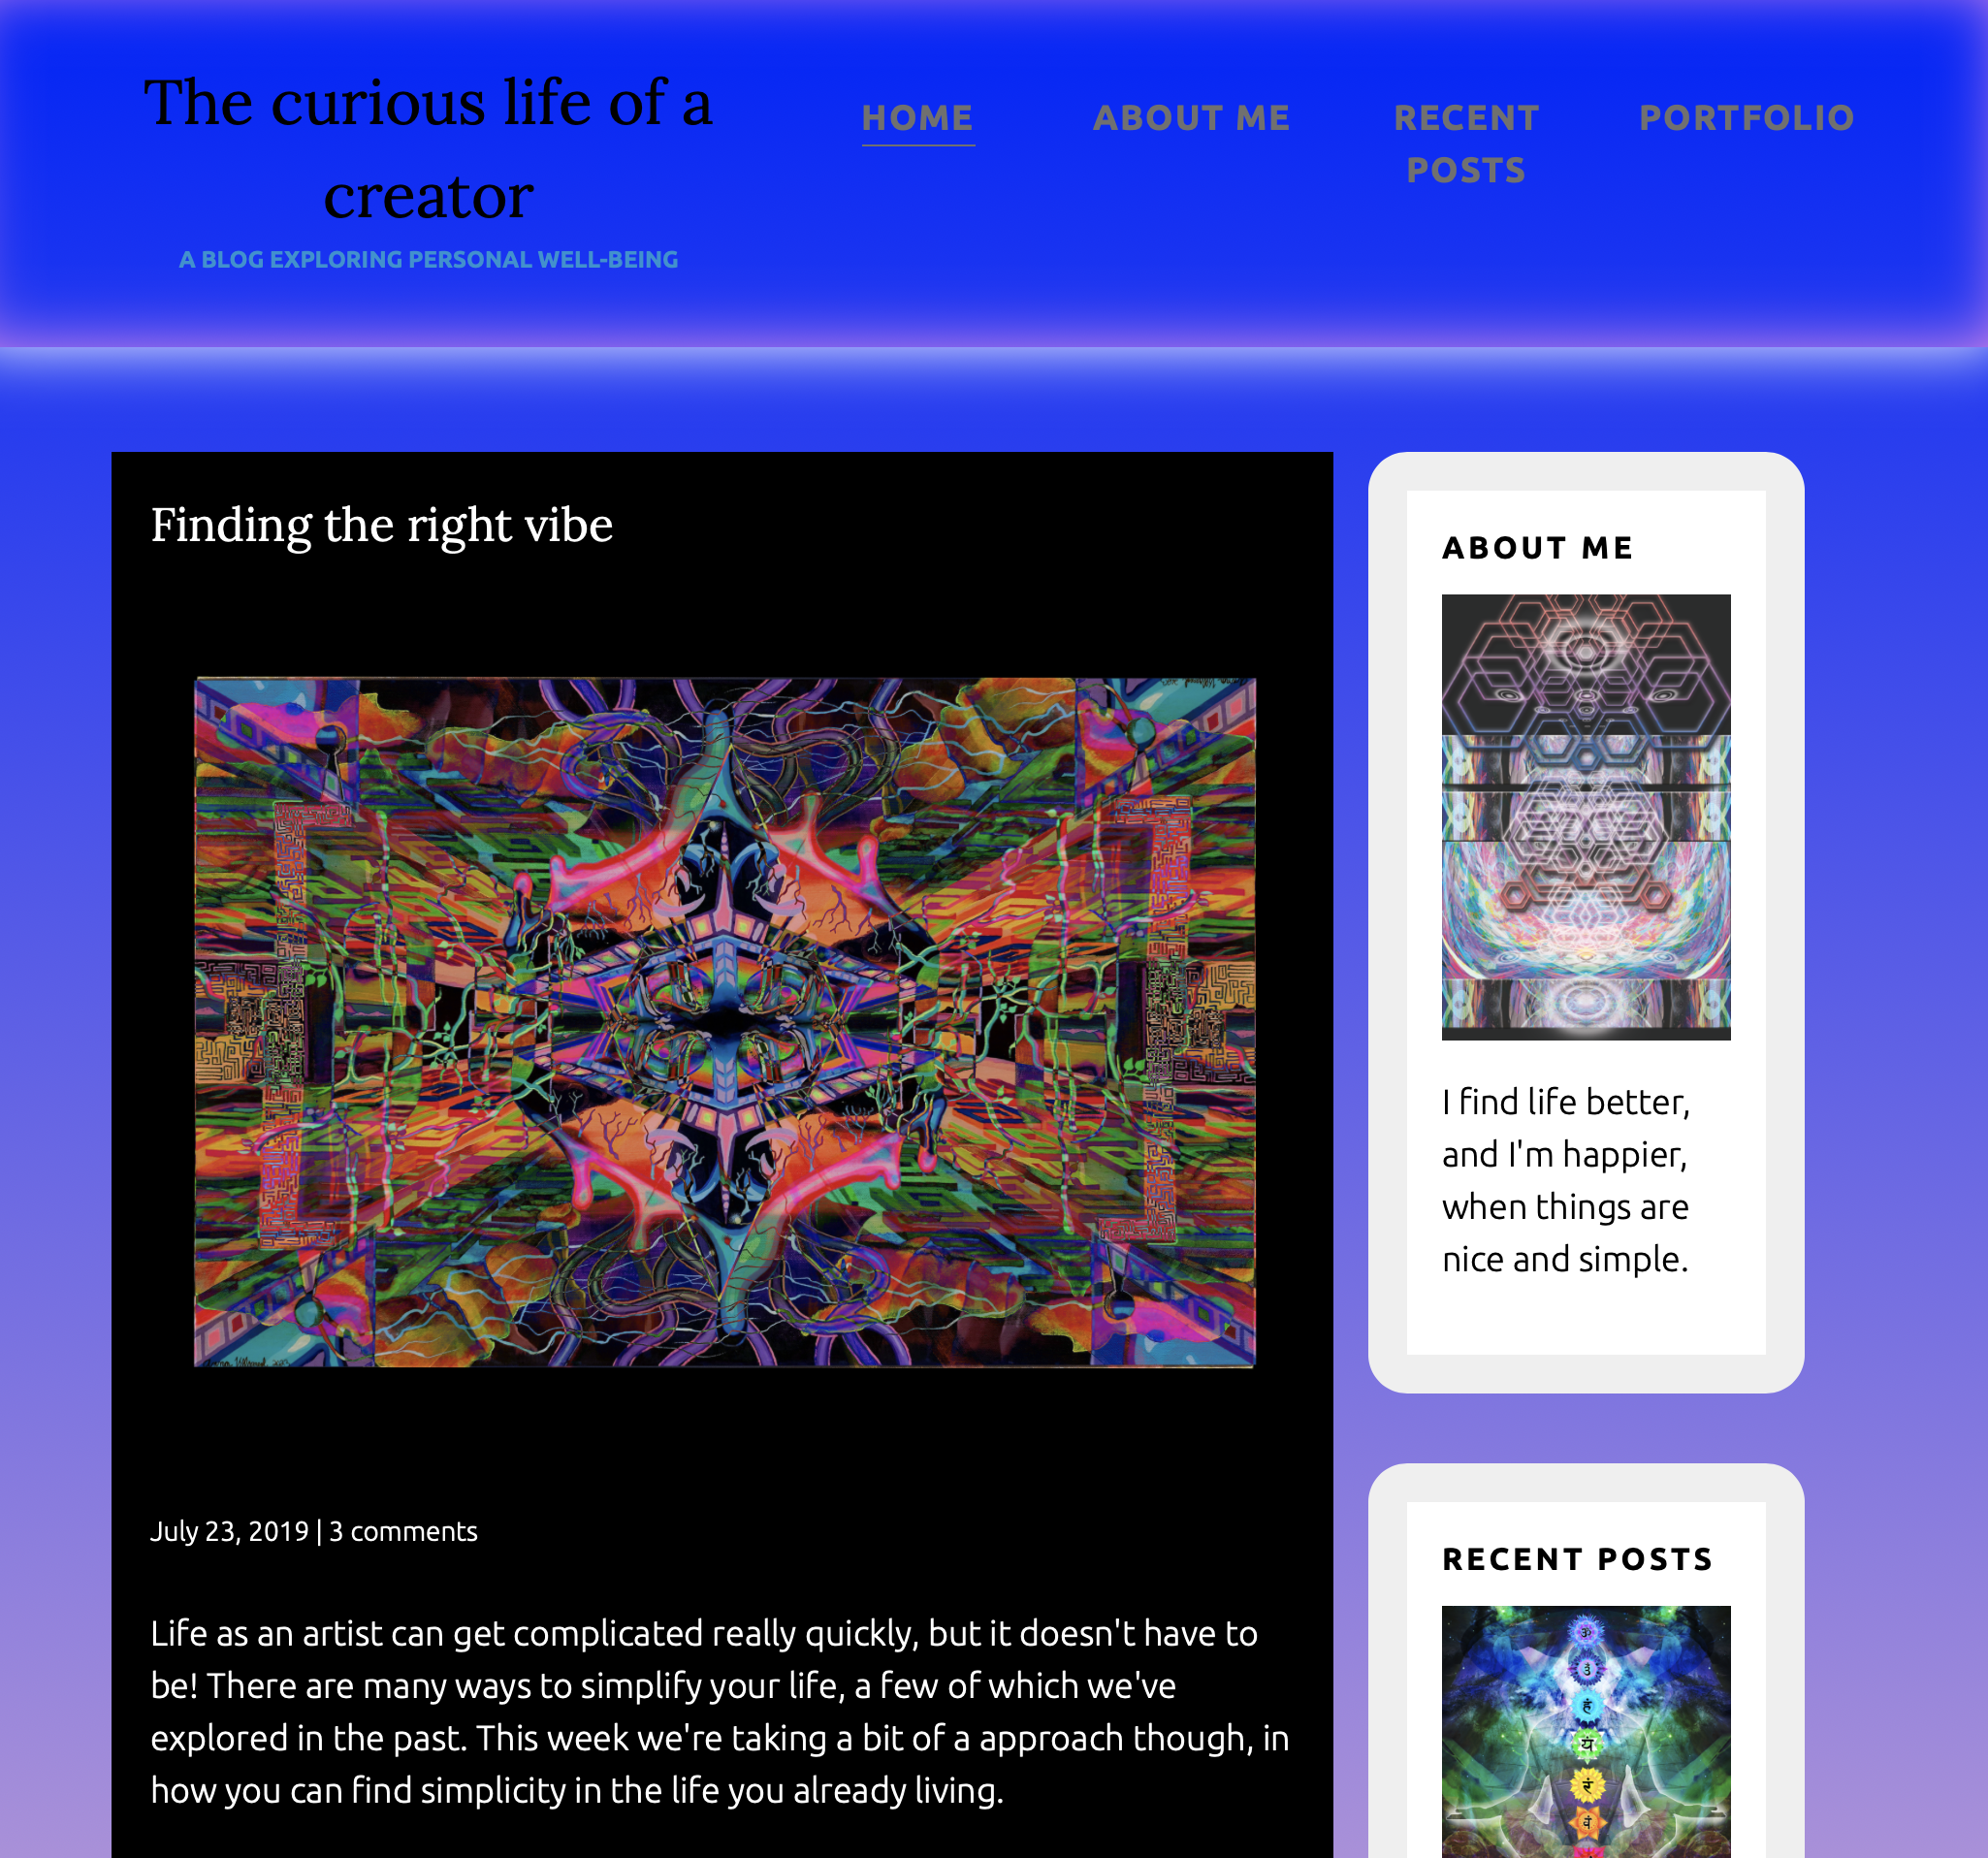 The curious life of a
creator
A BLOG EXPLORING PERSONAL WELL-BEING
HOME
ABOUT ME
RECENT
POSTS
PORTFOLIO
Finding the right vibe
July 23, 2019 | 3 comments
Life as an artist can get complicated really quickly, but it doesn't have to
be! There are many ways to simplify your life, a few of which we've
explored in the past. This week we're taking a bit of a approach though, in
how you can find simplicity in the life you already living.
ABOUT ME
I find life better,
and I'm happier,
when things are
nice and simple.
RECENT POSTS
ॐ
हं
यं
रं
वं